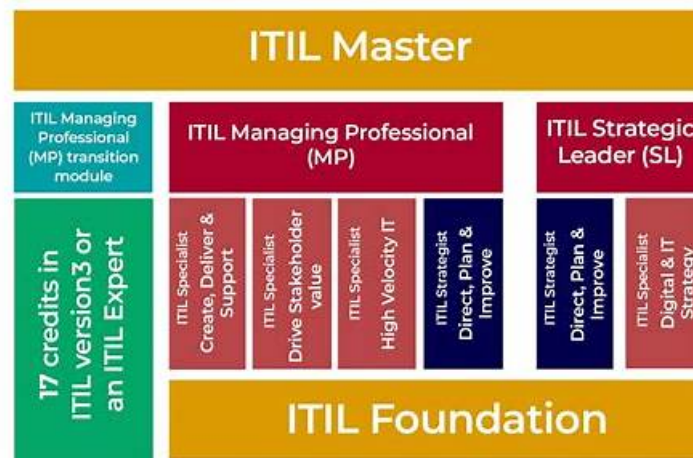 ITIL Master
ITIL Managing
Professional
(MP) transition
module
ITIL Managing Professional
(MP)
ITIL Strategic
Leader (SL)
17 credits in
ITIL version3 or
an ITIL Expert
ITIL Specialist
Create, Deliver &
Support
ITIL Specialist
Drive Stakeholder
value
ITIL Specialist
High Velocity IT
ITIL Strategist
Direct, Plan &
Improve
ITIL Strategist
Direct, Plan &
Improve
ITIL Specialist
Digital & IT
Strategy
ITIL Foundation